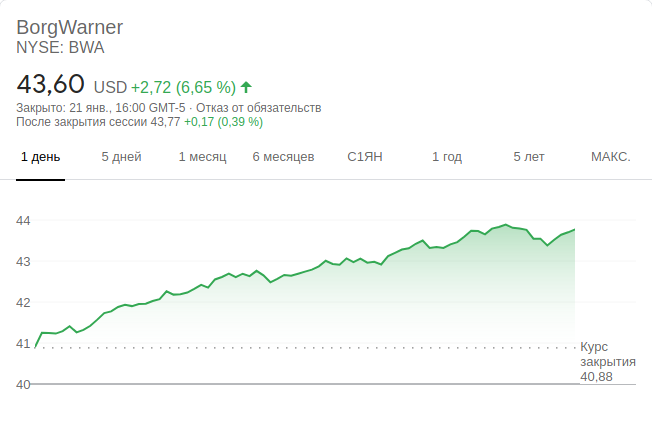 BorgWarner
NYSE: BWA
43,60 USD +2,72 (6,65 %)
Закрыто: 21 янв., 16:00 GMT-5 · Отказ от обязательств
После закрытия сессии 43,77 +0,17 (0,39 %)
1 день 5 дней 1 месяц 6 месяцев С1ЯН 1 год 5 лет МАКС.
44
43
42
41
40
Курс
закрытия
40,88